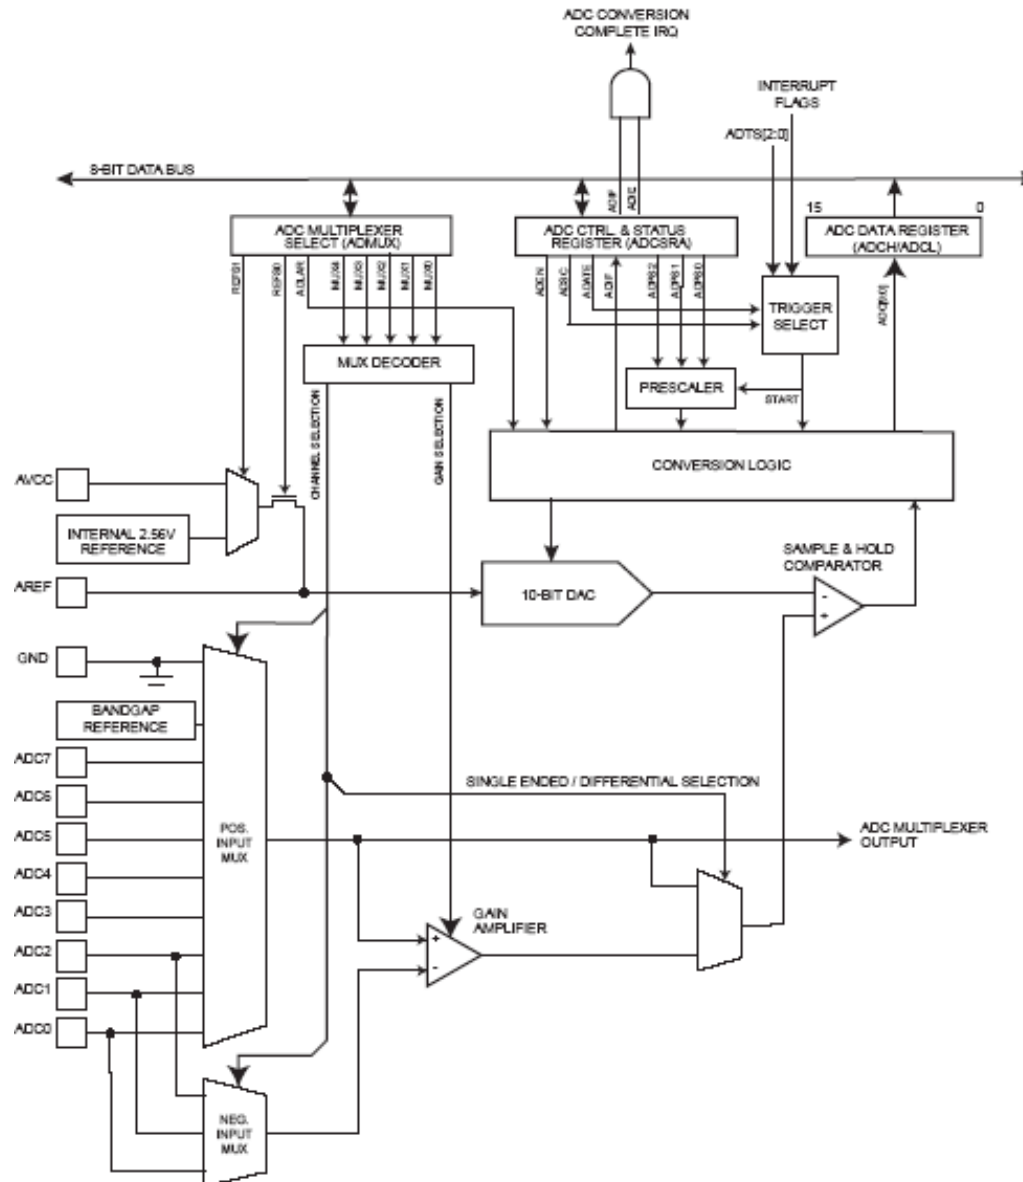 ADC CONVERSION
COMPLETE IRQ
INTERRUPT
FLAGS
ADTS[2:0]
8-BIT DATA BUS
ADIF
ADIE
15
0
ADC MULTIPLEXER
SELECT (ADMUX)
ADC CTRL. & STATUS
REGISTER (ADCSRA)
ADC DATA REGISTER
(ADCH/ADCL)
REFS1
REFS0
ADLAR
MUX4
MUX3
MUX2
MUX1
MUX0
ADEN
ADSC
ADATE
ADIF
ADPS2
ADPS1
ADPS0
ADC[9:0]
TRIGGER
SELECT
MUX DECODER
PRESCALER
START
CHANNEL SELECTION
GAIN SELECTION
CONVERSION LOGIC
AVCC
INTERNAL 2.56V
REFERENCE
SAMPLE & HOLD
COMPARATOR
AREF
10-BIT DAC
-
+
GND
BANDGAP
REFERENCE
ADC7
SINGLE ENDED / DIFFERENTIAL SELECTION
ADC6
ADC5
POS.
INPUT
MUX
ADC MULTIPLEXER
OUTPUT
ADC4
ADC3
GAIN
AMPLIFIER
+
-
ADC2
ADC1
ADC0
NEG.
INPUT
MUX